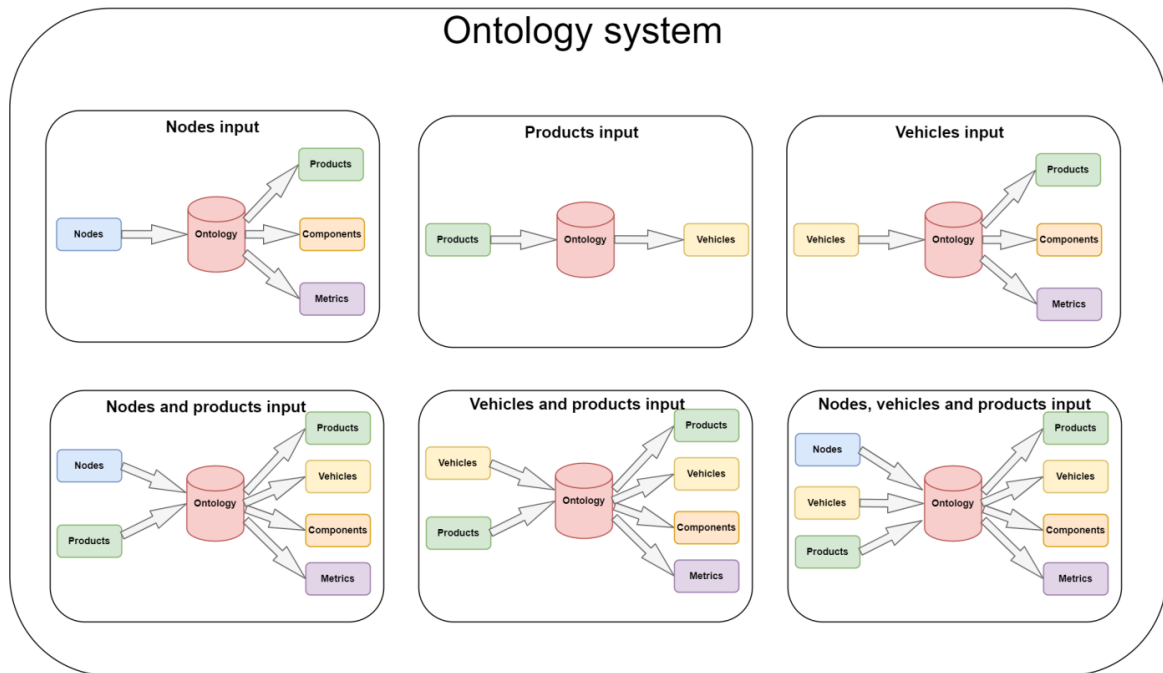 Ontology system
Nodes input
Products
Nodes
Ontology
Components
Metrics
Products input
Products
Ontology
Vehicles
Vehicles input
Products
Vehicles
Ontology
Components
Metrics
Nodes and products input
Products
Nodes
Vehicles
Ontology
Components
Products
Metrics
Vehicles and products input
Products
Vehicles
Vehicles
Ontology
Products
Components
Metrics
Nodes, vehicles and products input
Products
Nodes
Vehicles
Vehicles
Ontology
Components
Products
Metrics